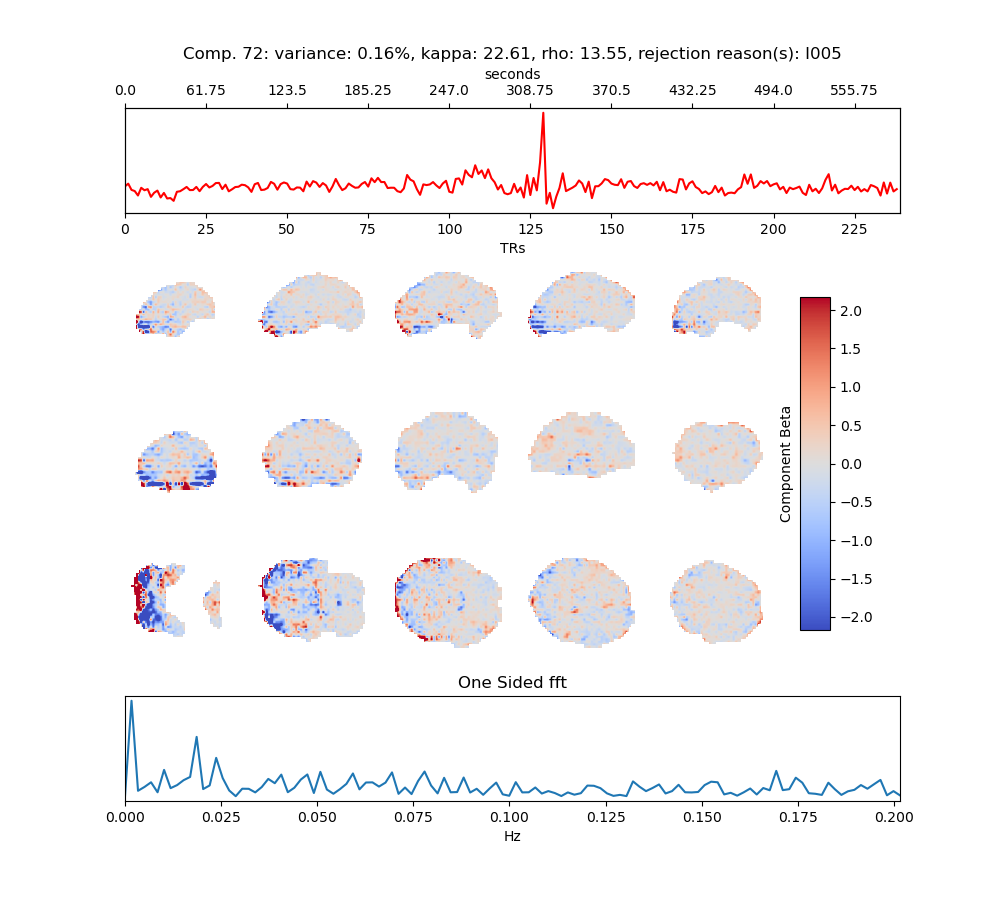 Comp. 72: variance: 0.16%, kappa: 22.61, rho: 13.55, rejection reason(s): I005
seconds
0.0 61.75 123.5 185.25 247.0 308.75 370.5 432.25 494.0 555.75
0 25 50 75 100 125 150 175 200 225
TRs
2.0
1.5
1.0
0.5
0.0
−0.5
−1.0
−1.5
−2.0
Component Beta
One Sided fft
0.000 0.025 0.050 0.075 0.100 0.125 0.150 0.175 0.200
Hz